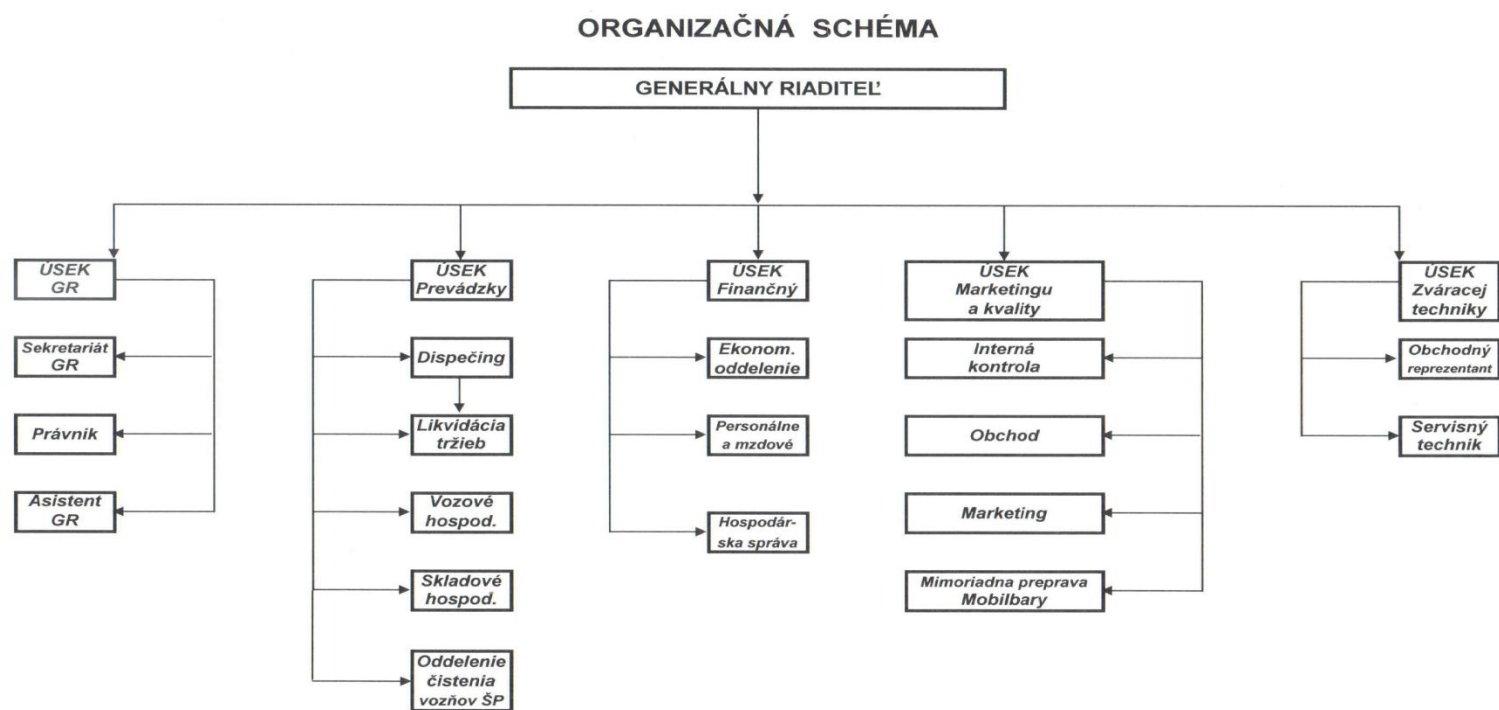 ORGANIZAČNÁ SCHÉMA
GENERÁLNY RIADITEĽ
ÚSEK
GR
Sekretariát
GR
Právnik
Asistent
GR
ÚSEK
Prevádzky
Dispečing
Likvidácia
tržieb
Vozové
hospod.
Skladové
hospod.
Oddelenie
čistenia
vozňov ŠP
ÚSEK
Finančný
Ekonom.
oddelenie
Personálne
a mzdové
Hospodár-
ska správa
ÚSEK
Marketingu
a kvality
Interná
kontrola
Obchod
Marketing
Mimoriadna preprava
Mobilbary
ÚSEK
Zváracej
techniky
Obchodný
reprezentant
Servisný
technik